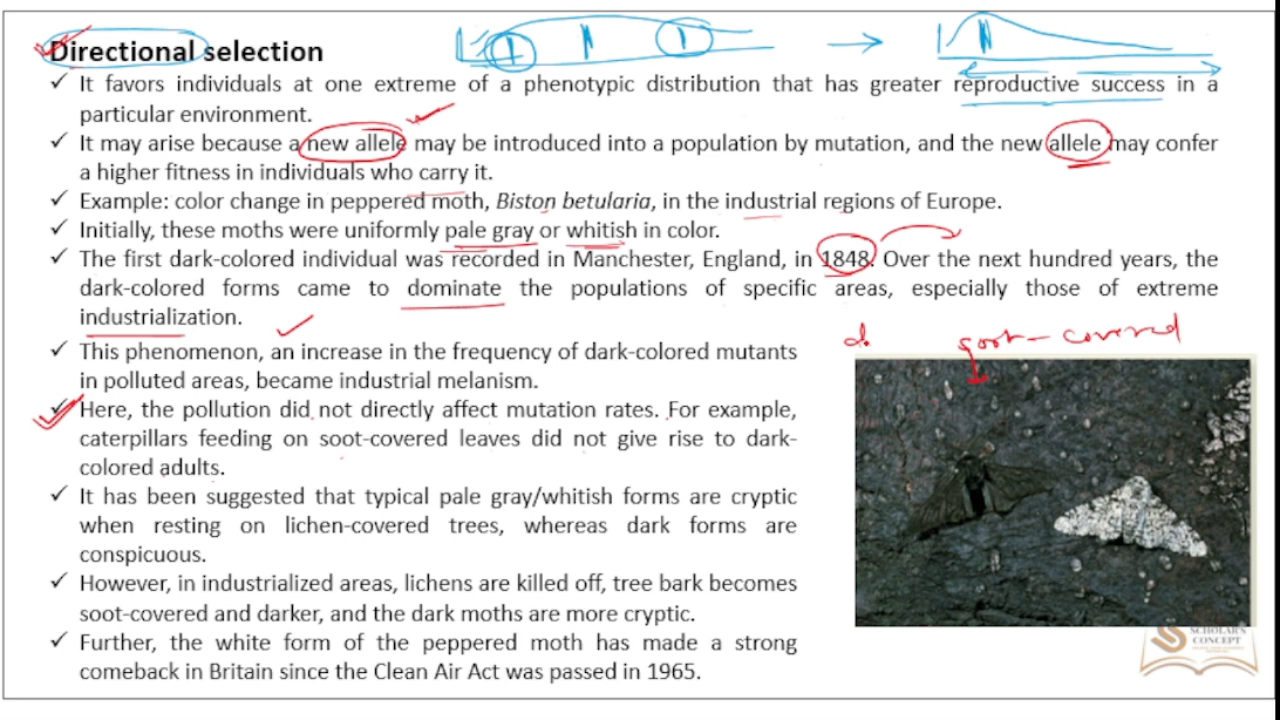 Directional selection
✓ It favors individuals at one extreme of a phenotypic distribution that has greater reproductive success in a
particular environment.
✓ It may arise because a new allele may be introduced into a population by mutation, and the new allele may confer
a higher fitness in individuals who carry it.
✓ Example: color change in peppered moth, Biston betularia, in the industrial regions of Europe.
✓ Initially, these moths were uniformly pale gray or whitish in color.
✓ The first dark-colored individual was recorded in Manchester, England, in 1848. Over the next hundred years, the
dark-colored forms came to dominate the populations of specific areas, especially those of extreme
industrialization.
✓ This phenomenon, an increase in the frequency of dark-colored mutants
in polluted areas, became industrial melanism.
✓ Here, the pollution did not directly affect mutation rates. For example,
caterpillars feeding on soot-covered leaves did not give rise to dark-
colored adults.
✓ It has been suggested that typical pale gray/whitish forms are cryptic
when resting on lichen-covered trees, whereas dark forms are
conspicuous.
✓ However, in industrialized areas, lichens are killed off, tree bark becomes
soot-covered and darker, and the dark moths are more cryptic.
✓ Further, the white form of the peppered moth has made a strong
comeback in Britain since the Clean Air Act was passed in 1965.
soot-covered
SCHOLAR'S
CONCEPT